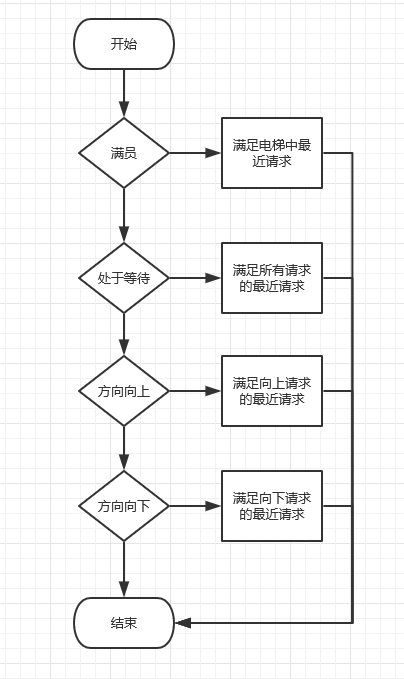 开始
满员
满足电梯中最
近请求
处于等待
满足所有请求
的最近请求
方向向上
满足向上请求
的最近请求
方向向下
满足向下请求
的最近请求
结束